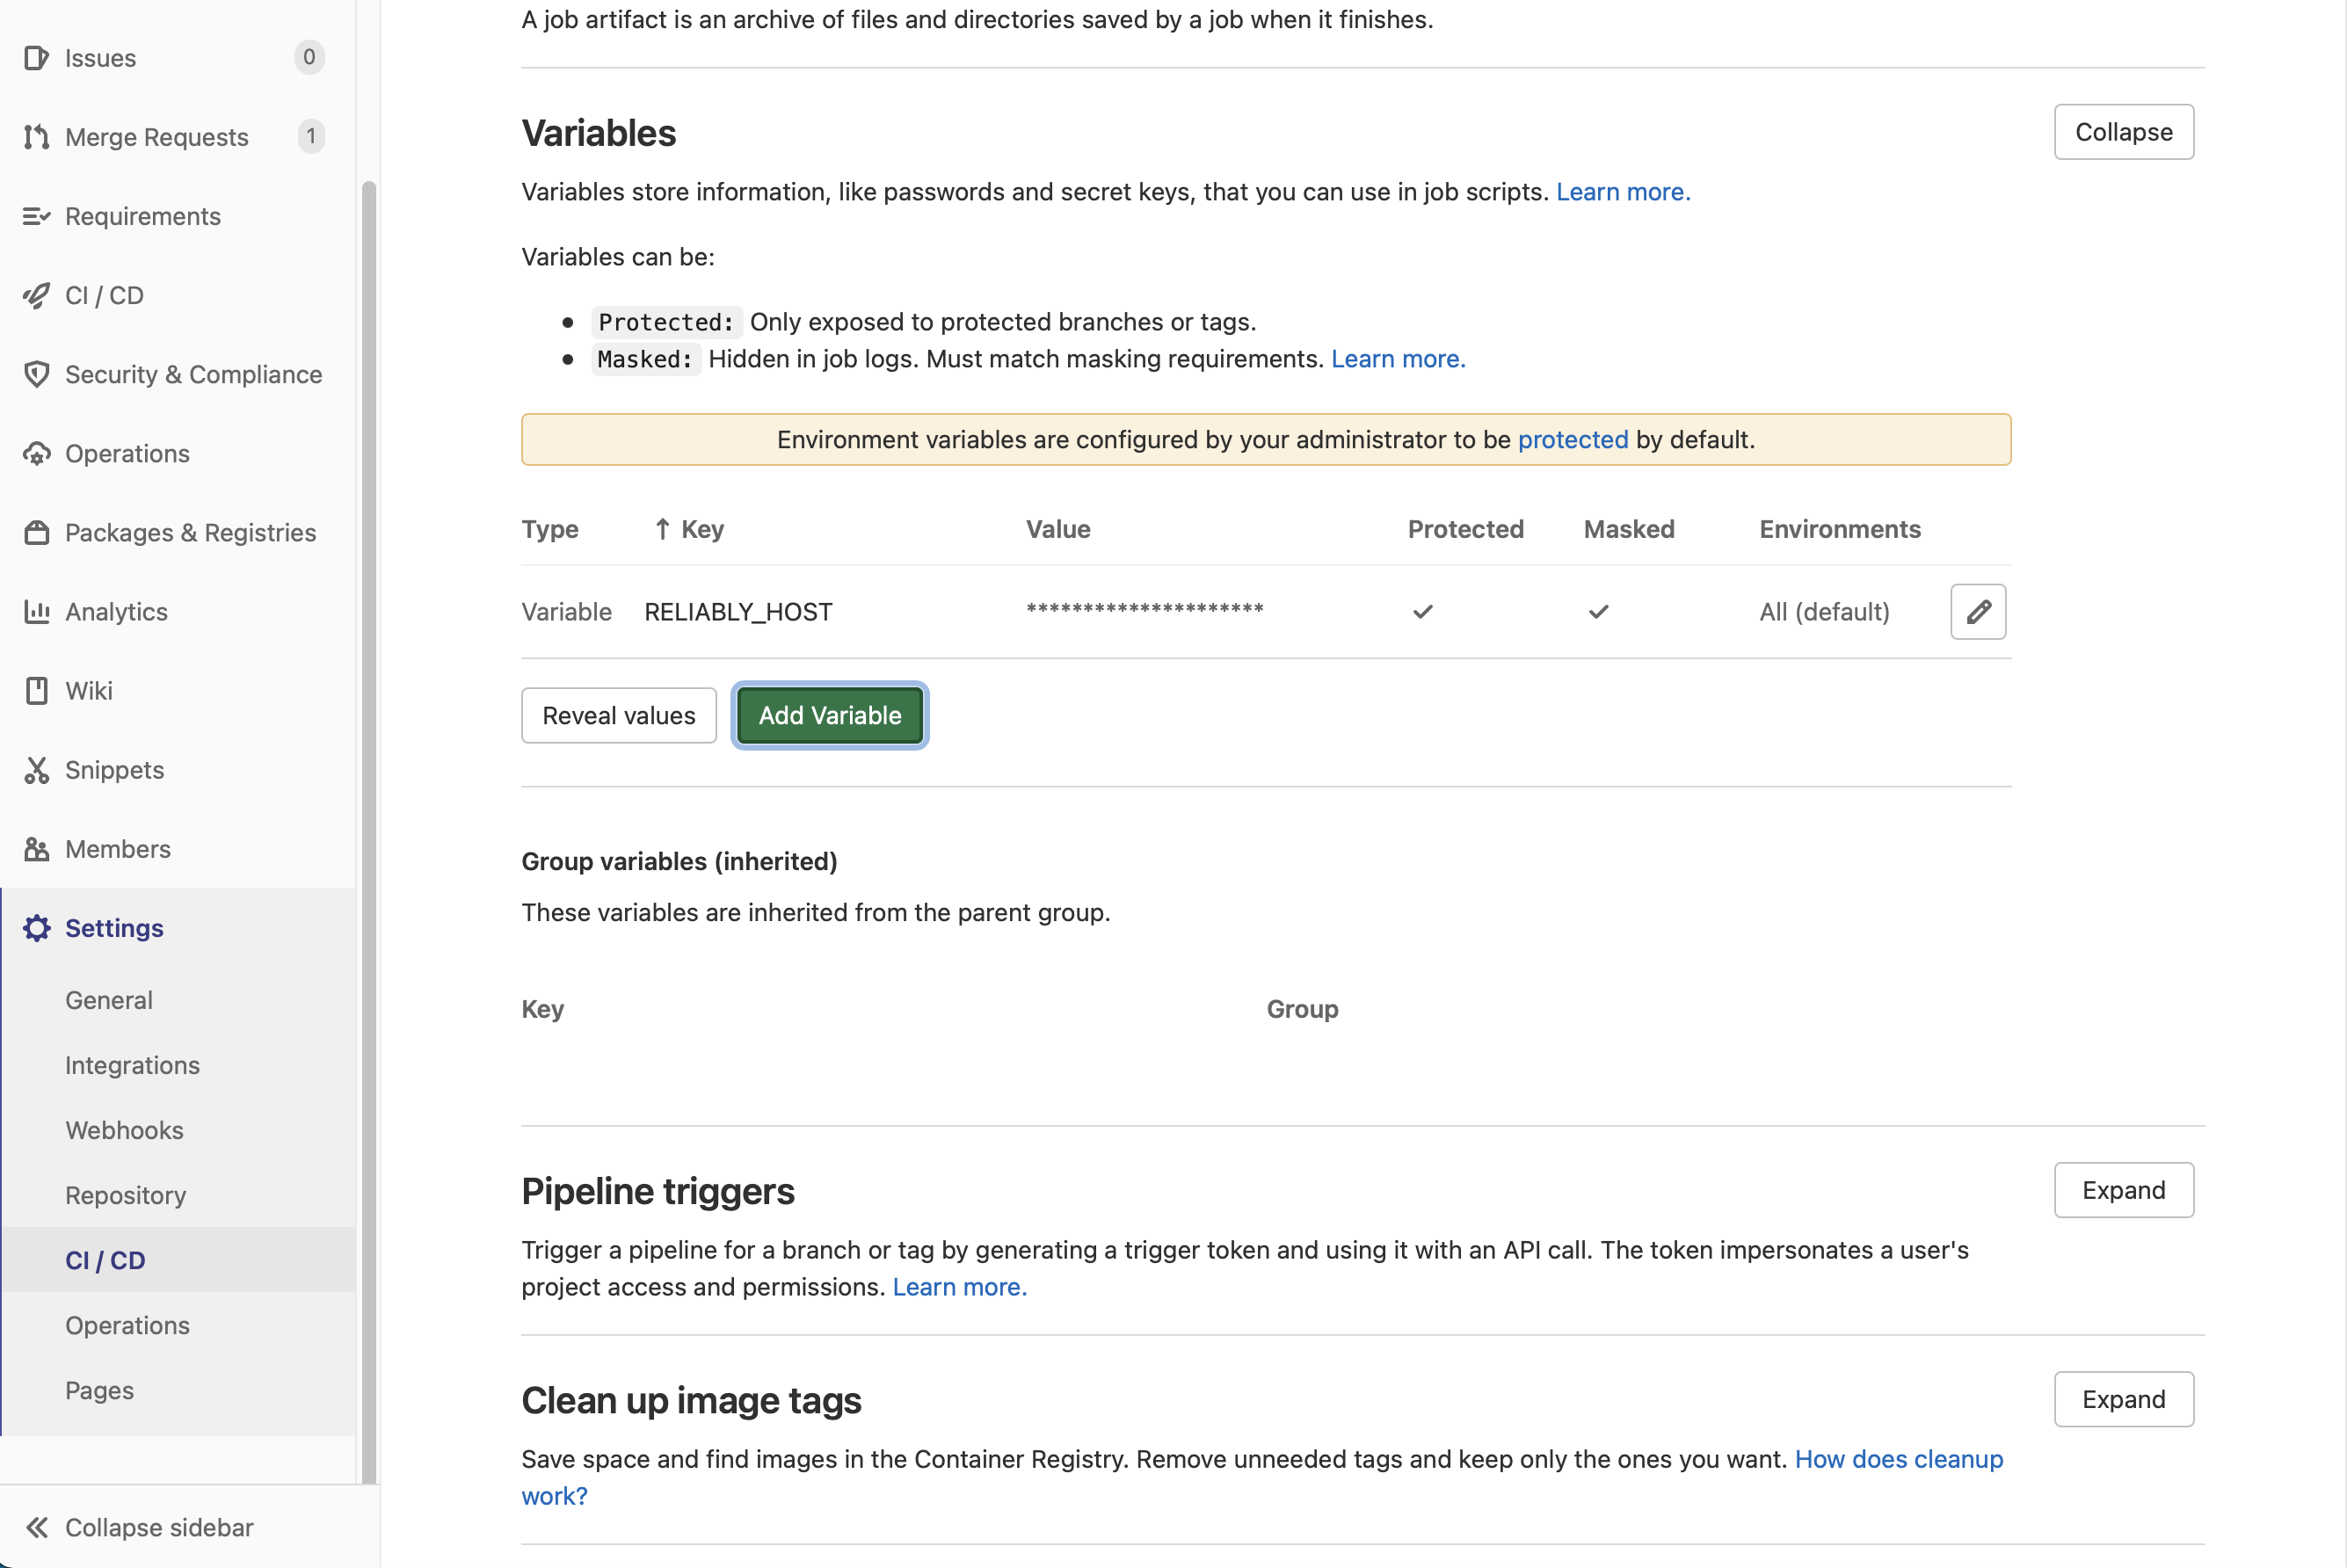 Issues 0
Merge Requests 1
Requirements
CI / CD
Security & Compliance
Operations
Packages & Registries
Analytics
Wiki
Snippets
Members
Settings
General
Integrations
Webhooks
Repository
CI / CD
Operations
Pages
Collapse sidebar
A job artifact is an archive of files and directories saved by a job when it finishes.
Variables
Collapse
Variables store information, like passwords and secret keys, that you can use in job scripts. Learn more.
Variables can be:
Protected: Only exposed to protected branches or tags.
Masked: Hidden in job logs. Must match masking requirements. Learn more.
Environment variables are configured by your administrator to be protected by default.
Type ↑ Key Value Protected Masked Environments
Variable RELIABLY_HOST ********************* ✓ ✓ All (default)
Reveal values Add Variable
Group variables (inherited)
These variables are inherited from the parent group.
Key Group
Pipeline triggers
Expand
Trigger a pipeline for a branch or tag by generating a trigger token and using it with an API call. The token impersonates a user's
project access and permissions. Learn more.
Clean up image tags
Expand
Save space and find images in the Container Registry. Remove unneeded tags and keep only the ones you want. How does cleanup
work?